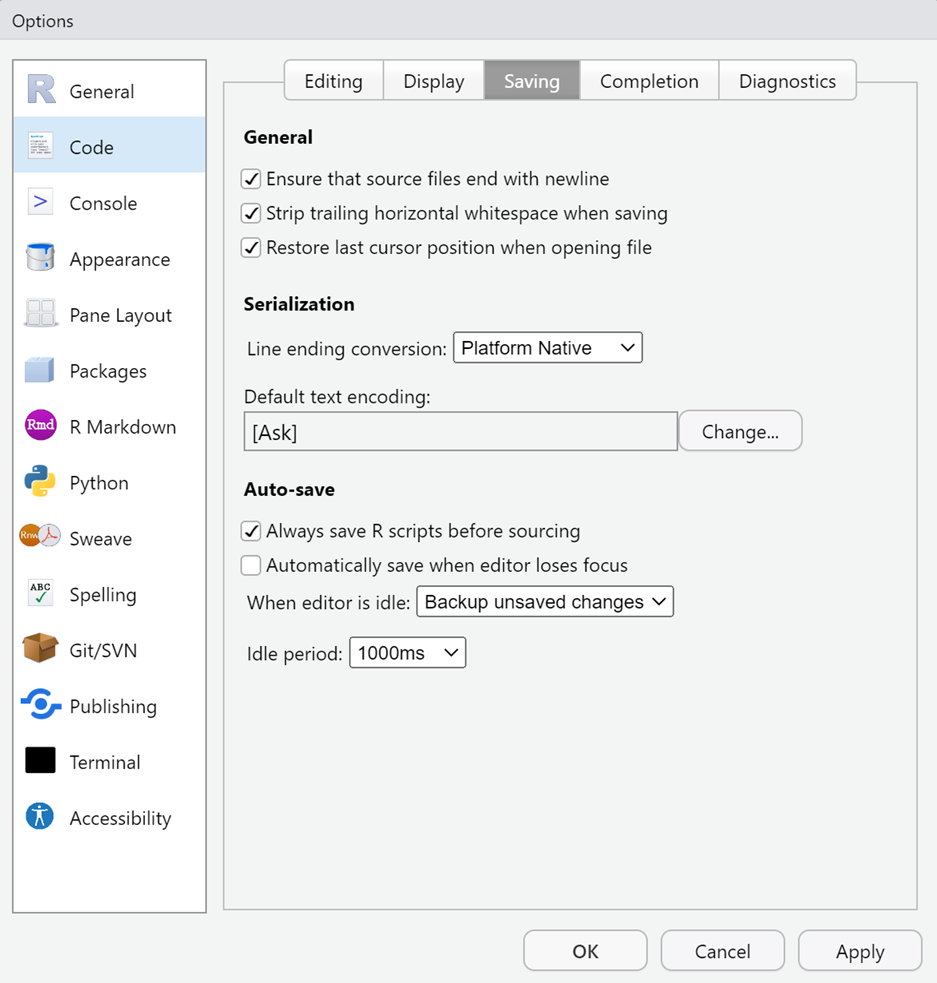 Options
General
Code
Console
Appearance
Pane Layout
Packages
Rmd R Markdown
Python
Rnw Sweave
ABC Spelling
Git/SVN
Publishing
Terminal
Accessibility
Editing Display Saving Completion Diagnostics
General
Ensure that source files end with newline
Strip trailing horizontal whitespace when saving
Restore last cursor position when opening file
Serialization
Line ending conversion: Platform Native
Default text encoding:
[Ask] Change...
Auto-save
Always save R scripts before sourcing
Automatically save when editor loses focus
When editor is idle: Backup unsaved changes
Idle period: 1000ms
OK Cancel Apply